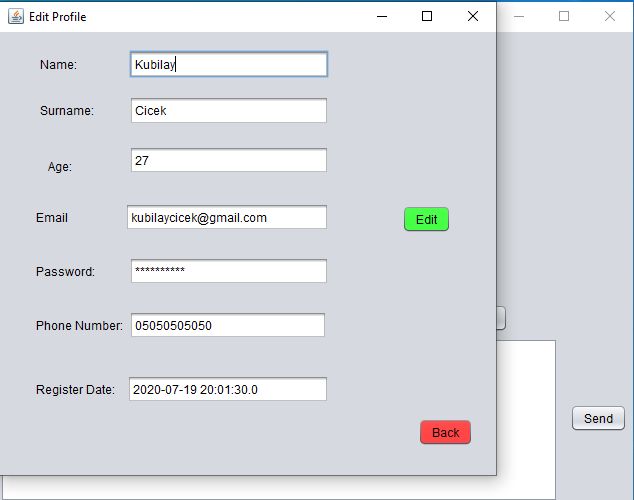 Edit Profile
Name: Kubilay
Surname: Cicek
Age: 27
Email kubilaycicek@gmail.com
Edit
Password: **********
Phone Number: 05050505050
Register Date: 2020-07-19 20:01:30.0
Send
Back